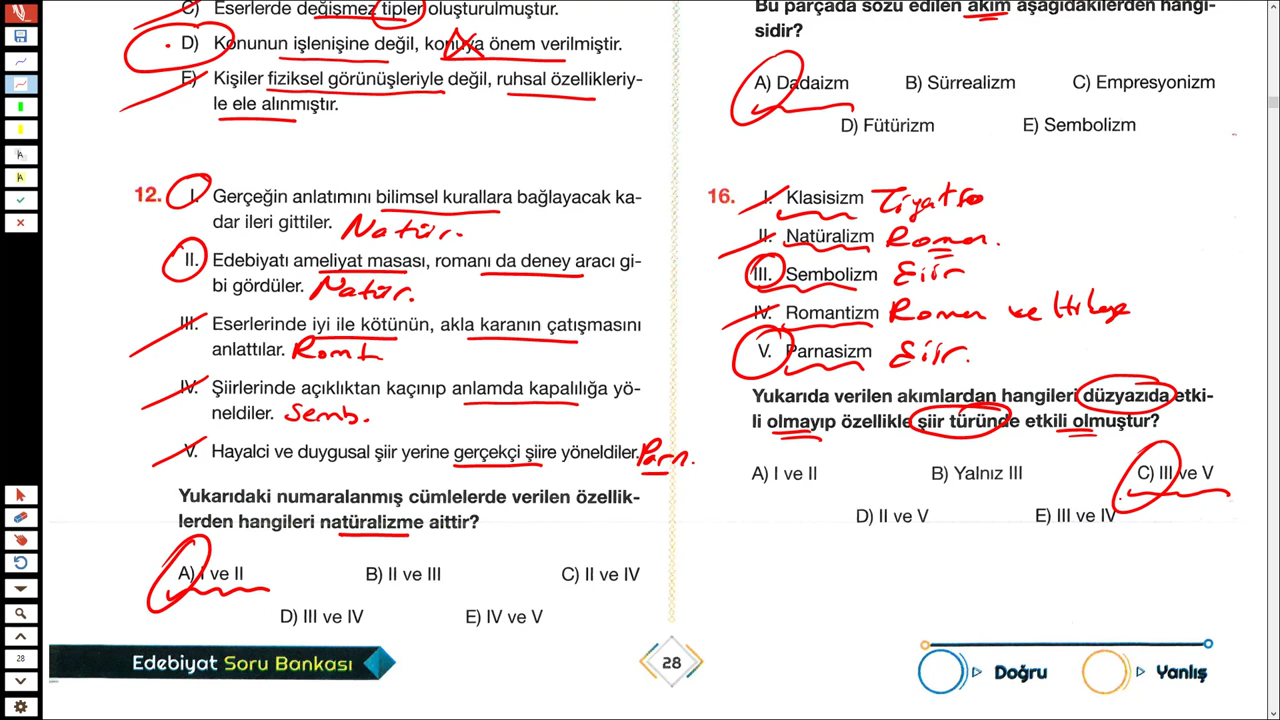 C) Eserlerde değişmez tipler oluşturulmuştur.
D) Konunun işlenişine değil, konuya önem verilmiştir.
E) Kişiler fiziksel görünüşleriyle değil, ruhsal özellikleriy-
le ele alınmıştır.
12. I. Gerçeğin anlatımını bilimsel kurallara bağlayacak ka-
dar ileri gittiler. Natür.
II. Edebiyatı ameliyat masası, romanı da deney aracı gi-
bi gördüler. Natür.
III. Eserlerinde iyi ile kötünün, akla karanın çatışmasını
anlattılar. Romt
IV. Şiirlerinde açıklıktan kaçınıp anlamda kapalılığa yö-
neldiler. Semb.
V. Hayalci ve duygusal şiir yerine gerçekçi şiire yöneldiler. Parn.
Yukarıdaki numaralanmış cümlelerde verilen özellik-
lerden hangileri natüralizme aittir?
A) I ve II B) II ve III C) II ve IV
D) III ve IV E) IV ve V
Bu parçada sözü edilen akım aşağıdakilerden hangi-
sidir?
A) Dadaizm B) Sürrealizm C) Empresyonizm
D) Fütürizm E) Sembolizm
16. I. Klasisizm Tiyatro
II. Natüralizm Roman.
III. Sembolizm Şiir
IV. Romantizm Roman ve Hikaye
V. Parnasizm Şiir.
Yukarıda verilen akımlardan hangileri düzyazıda etki-
li olmayıp özellikle şiir türünde etkili olmuştur?
A) I ve II B) Yalnız III C) III ve V
D) II ve V E) III ve IV
Edebiyat Soru Bankası
28
Doğru Yanlış
28